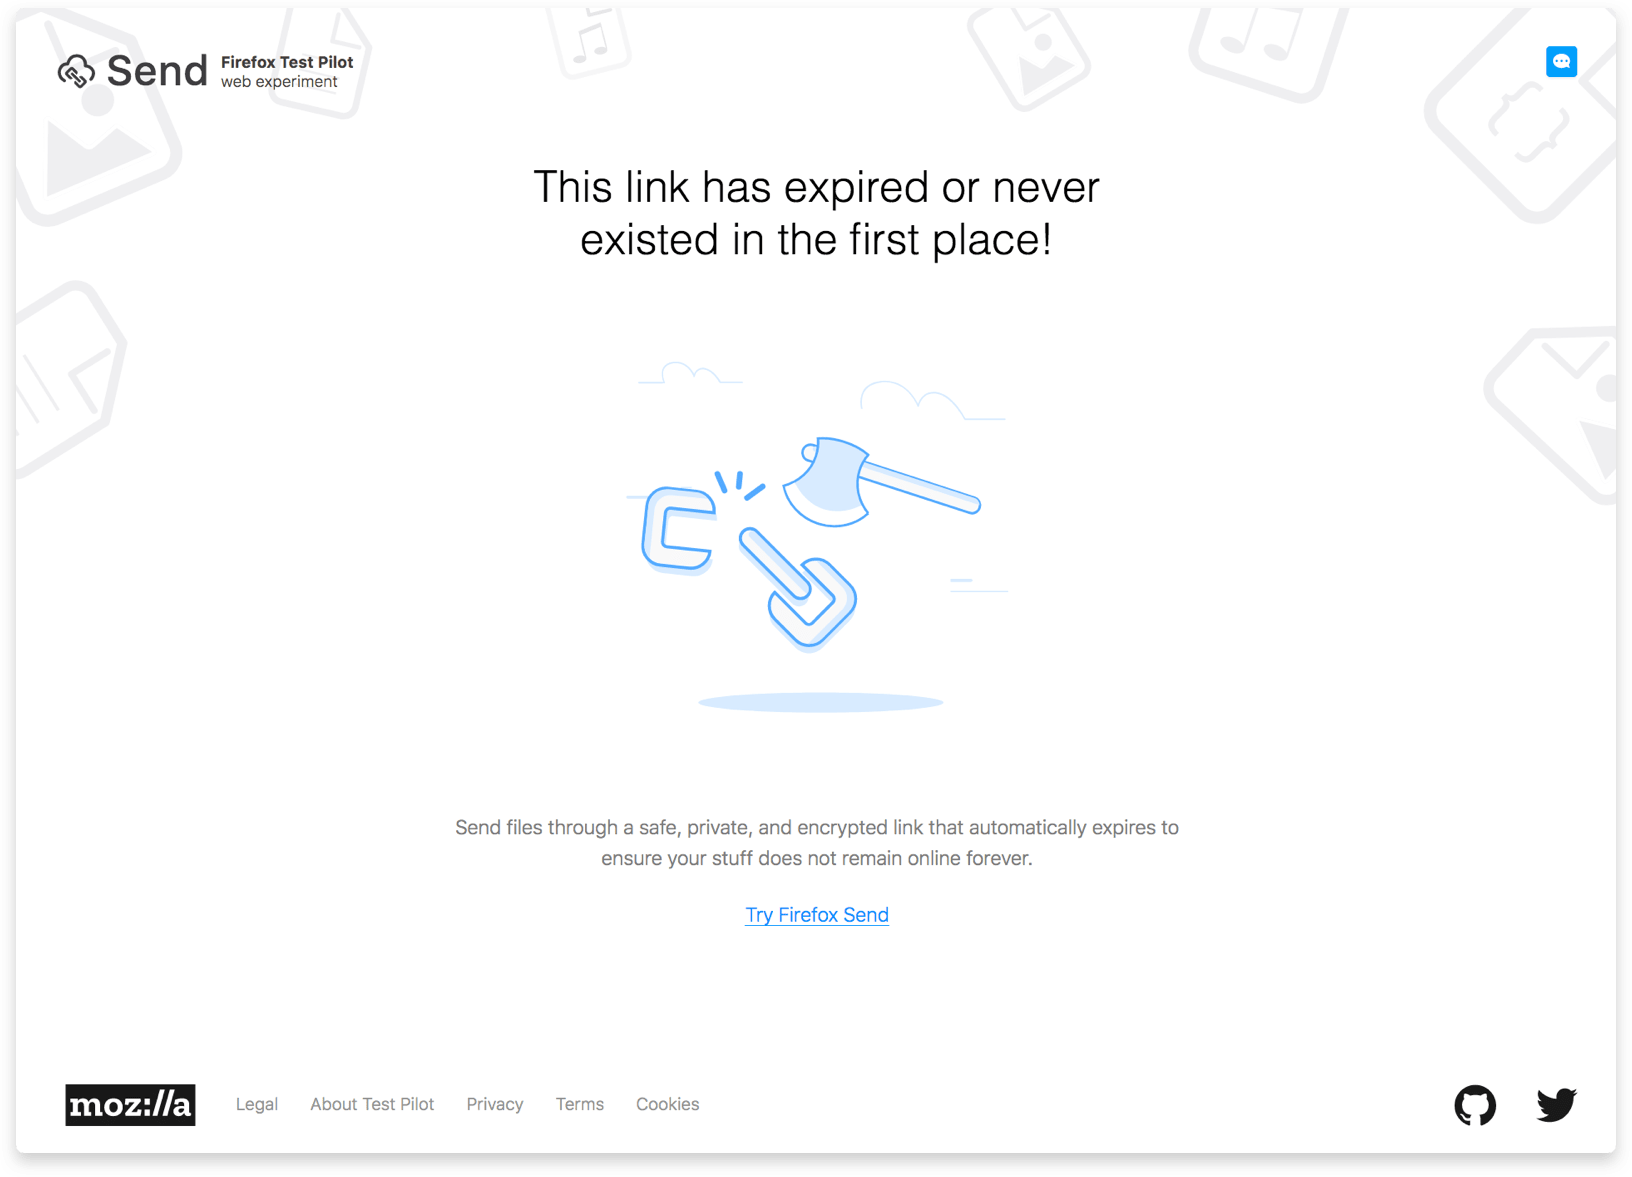 Send
Firefox Test Pilot
web experiment
This link has expired or never
existed in the first place!
Send files through a safe, private, and encrypted link that automatically expires to
ensure your stuff does not remain online forever.
Try Firefox Send
moz://a
Legal
About Test Pilot
Privacy
Terms
Cookies